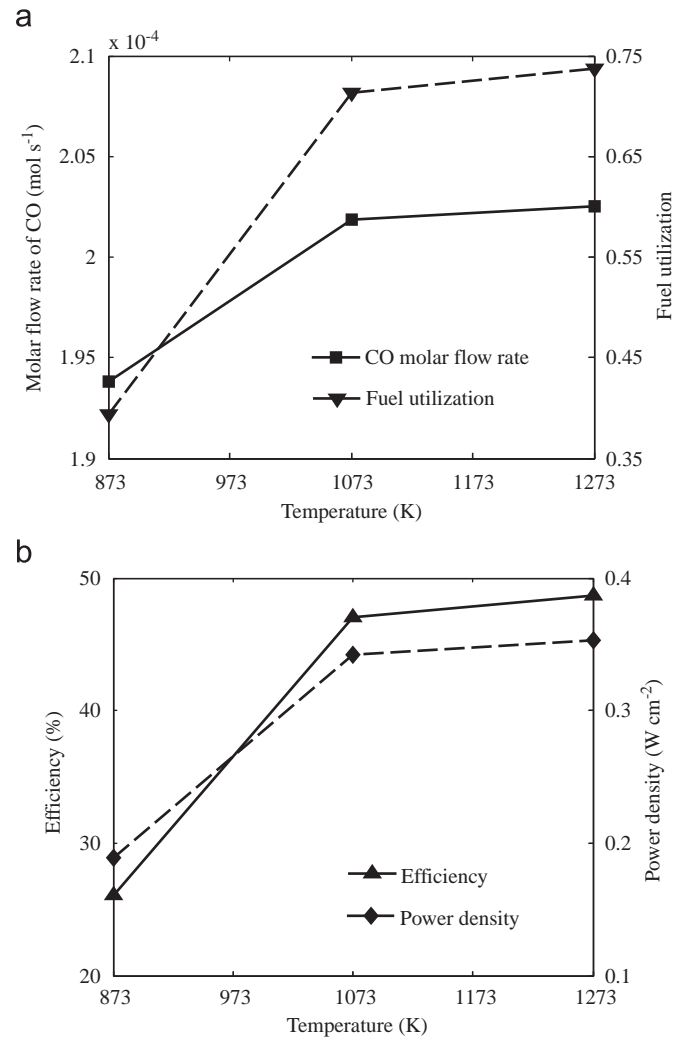 a
x 10⁻⁴
2.1
2.05
2
1.95
1.9
0.75
0.65
0.55
0.45
0.35
Molar flow rate of CO (mol s⁻¹)
Fuel utilization
CO molar flow rate
Fuel utilization
873 973 1073 1173 1273
Temperature (K)
b
50
40
30
20
0.4
0.3
0.2
0.1
Efficiency (%)
Power density (W cm⁻²)
Efficiency
Power density
873 973 1073 1173 1273
Temperature (K)